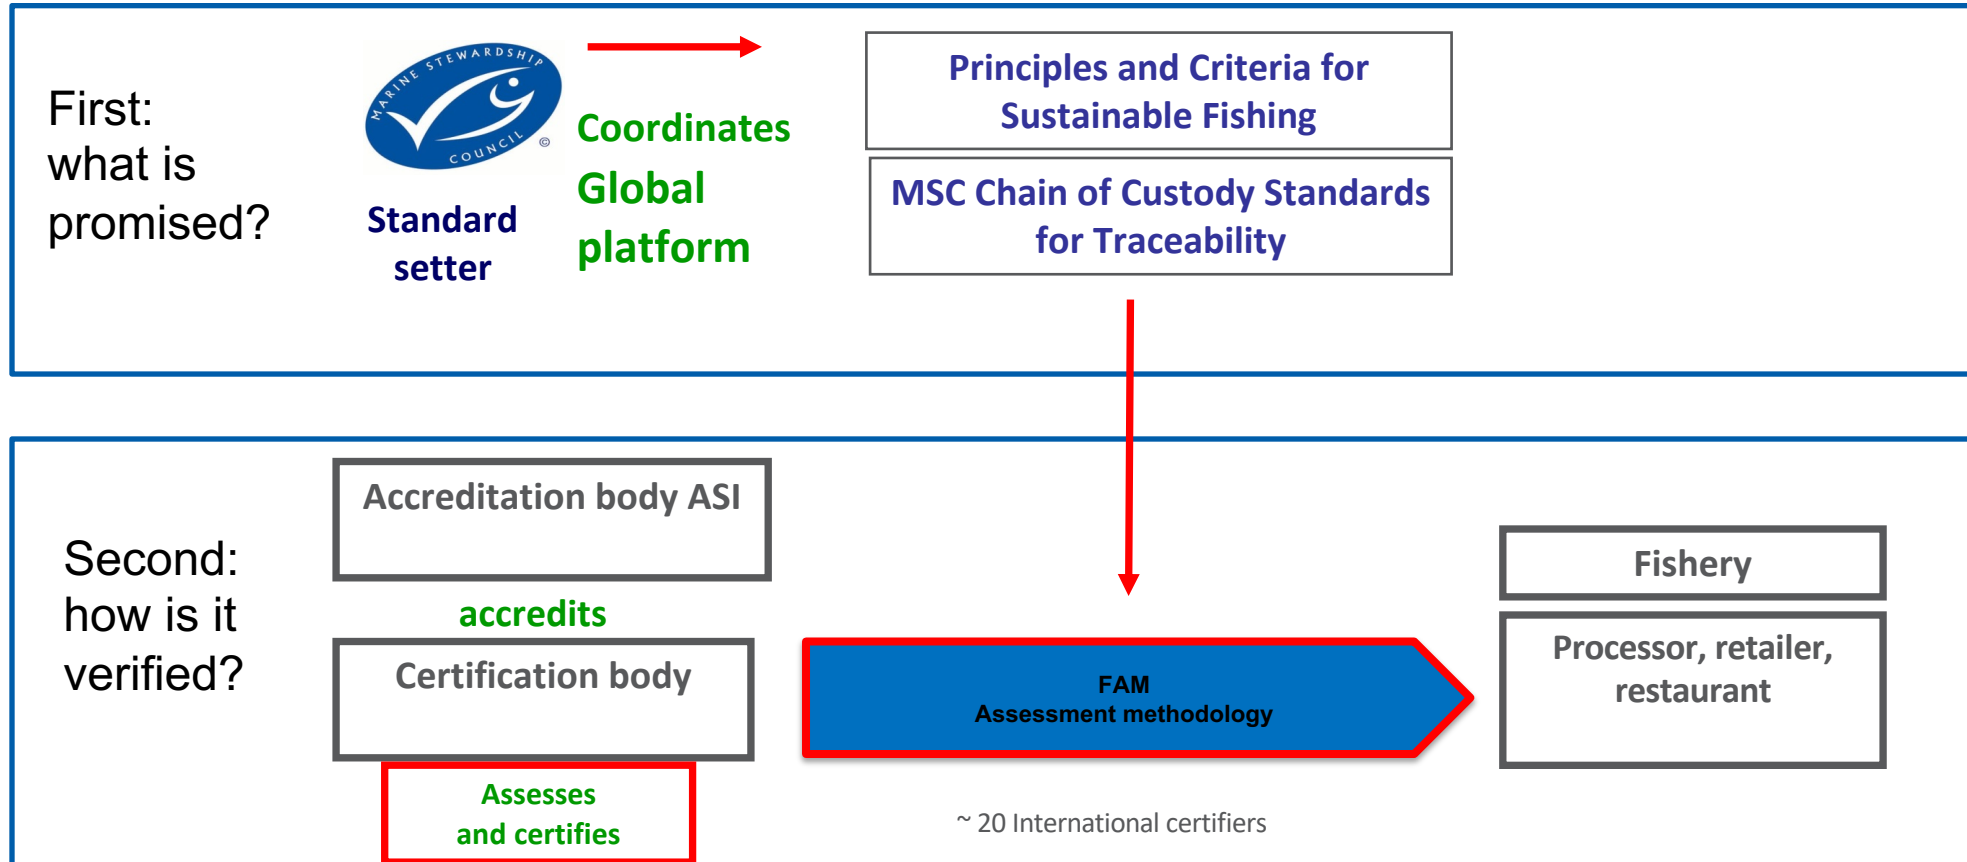 First:
what is
promised?
MARINE STEWARDSHIP
COUNCIL
©
Standard
setter
Coordinates
Global
platform
Principles and Criteria for
Sustainable Fishing
MSC Chain of Custody Standards
for Traceability
Second:
how is it
verified?
Accreditation body ASI
accredits
Certification body
Assesses
and certifies
FAM
Assessment methodology
~ 20 International certifiers
Fishery
Processor, retailer,
restaurant